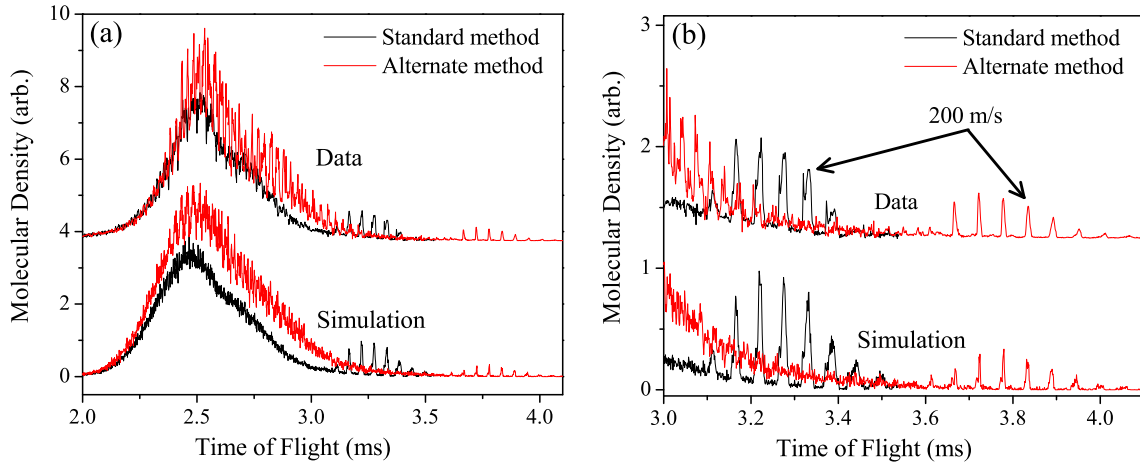 (a)
Standard method
Alternate method
Data
Simulation
Molecular Density (arb.)
10
8
6
4
2
0
2.0 2.5 3.0 3.5 4.0
Time of Flight (ms)
(b)
Standard method
Alternate method
200 m/s
Data
Simulation
Molecular Density (arb.)
3
2
1
0
3.0 3.2 3.4 3.6 3.8 4.0
Time of Flight (ms)